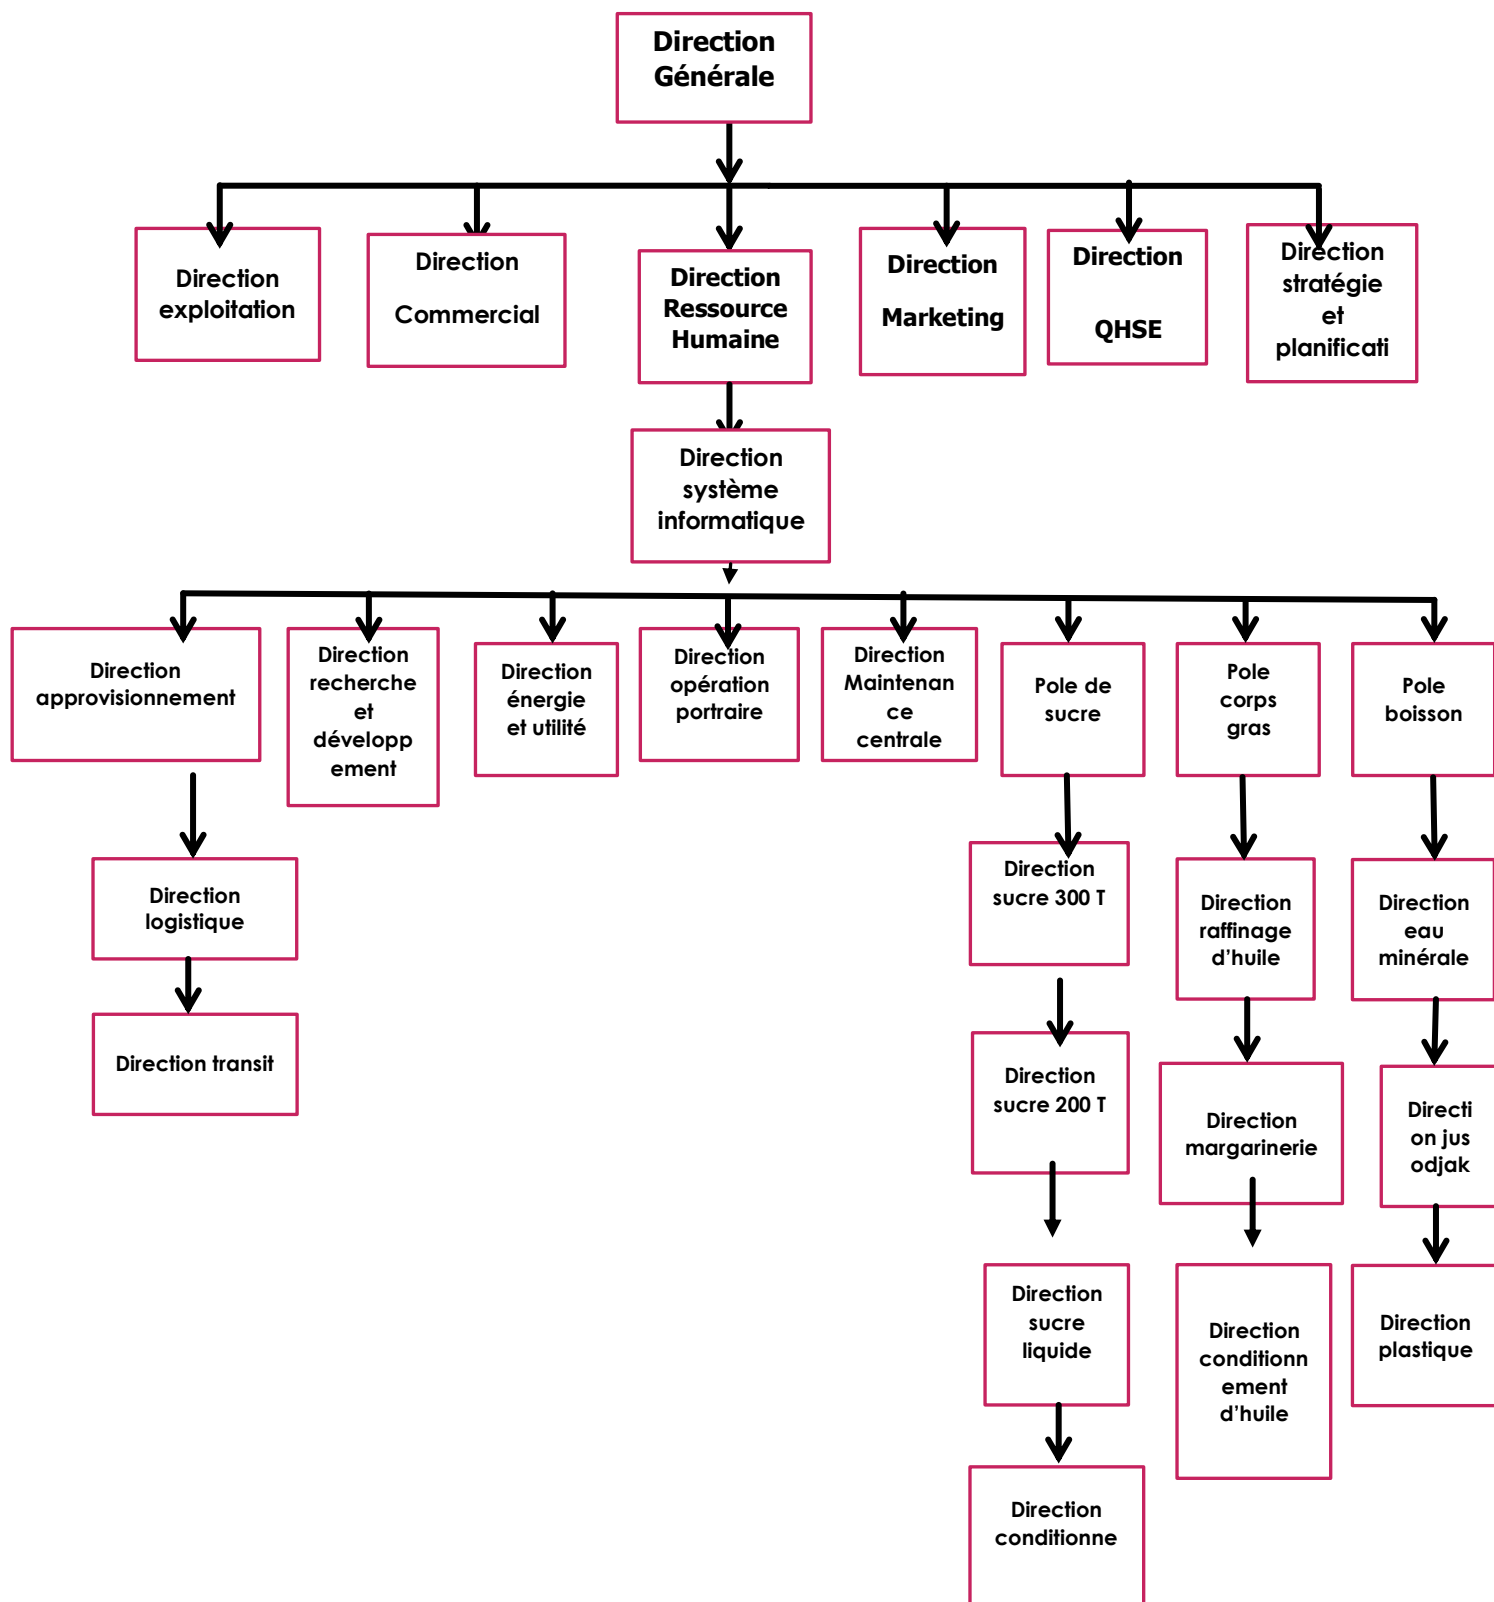 Direction
Générale
Direction
exploitation
Direction
Commercial
Direction
Ressource
Humaine
Direction
Marketing
Direction
QHSE
Direction
stratégie
et
planificati
Direction
système
informatique
Direction
approvisionnement
Direction
recherche
et
développ
ement
Direction
énergie
et utilité
Direction
opération
portraire
Direction
Maintenan
ce
centrale
Pole de
sucre
Pole
corps
gras
Pole
boisson
Direction
logistique
Direction
sucre 300 T
Direction
raffinage
d’huile
Direction
eau
minérale
Direction transit
Direction
sucre 200 T
Direction
margarinerie
Directi
on jus
odjak
Direction
sucre
liquide
Direction
conditionn
ement
d’huile
Direction
plastique
Direction
conditionne